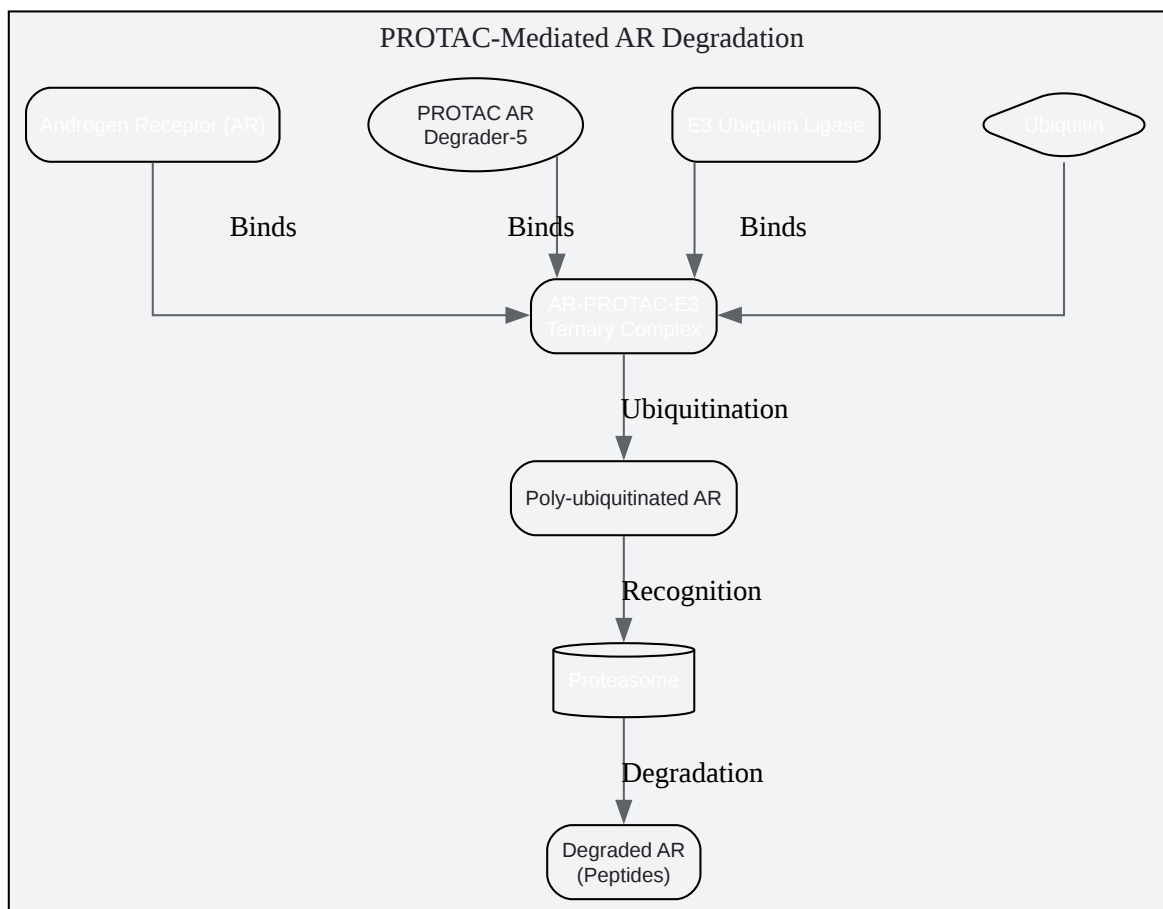 PROTAC-Mediated AR Degradation
Androgen Receptor (AR)
PROTAC AR
Degrader-5
E3 Ubiquitin Ligase
Ubiquitin
Binds
Binds
Binds
AR-PROTAC-E3
Ternary Complex
Ubiquitination
Poly-ubiquitinated AR
Recognition
Proteasome
Degradation
Degraded AR
(Peptides)